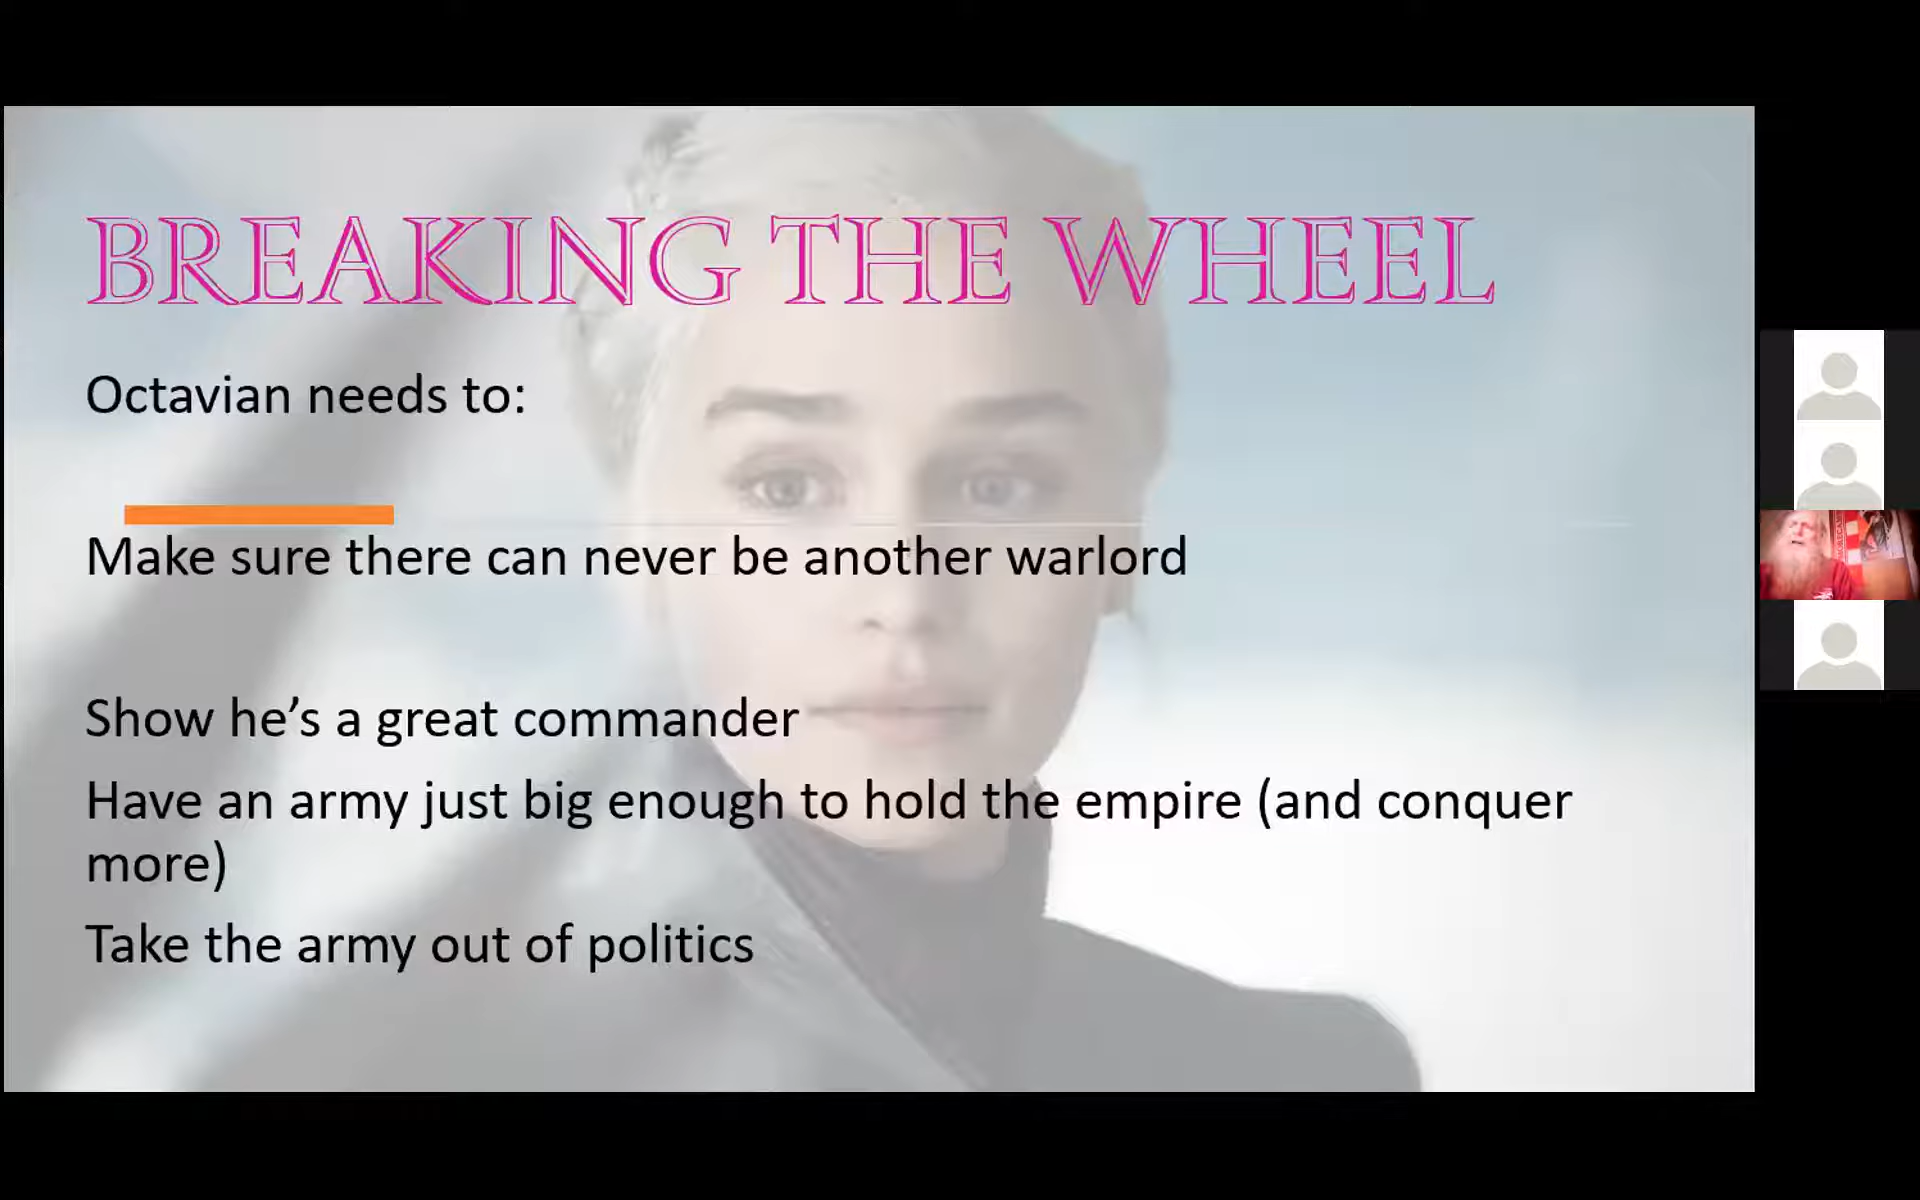 BREAKING THE WHEEL
Octavian needs to:
Make sure there can never be another warlord
Show he’s a great commander
Have an army just big enough to hold the empire (and conquer
more)
Take the army out of politics